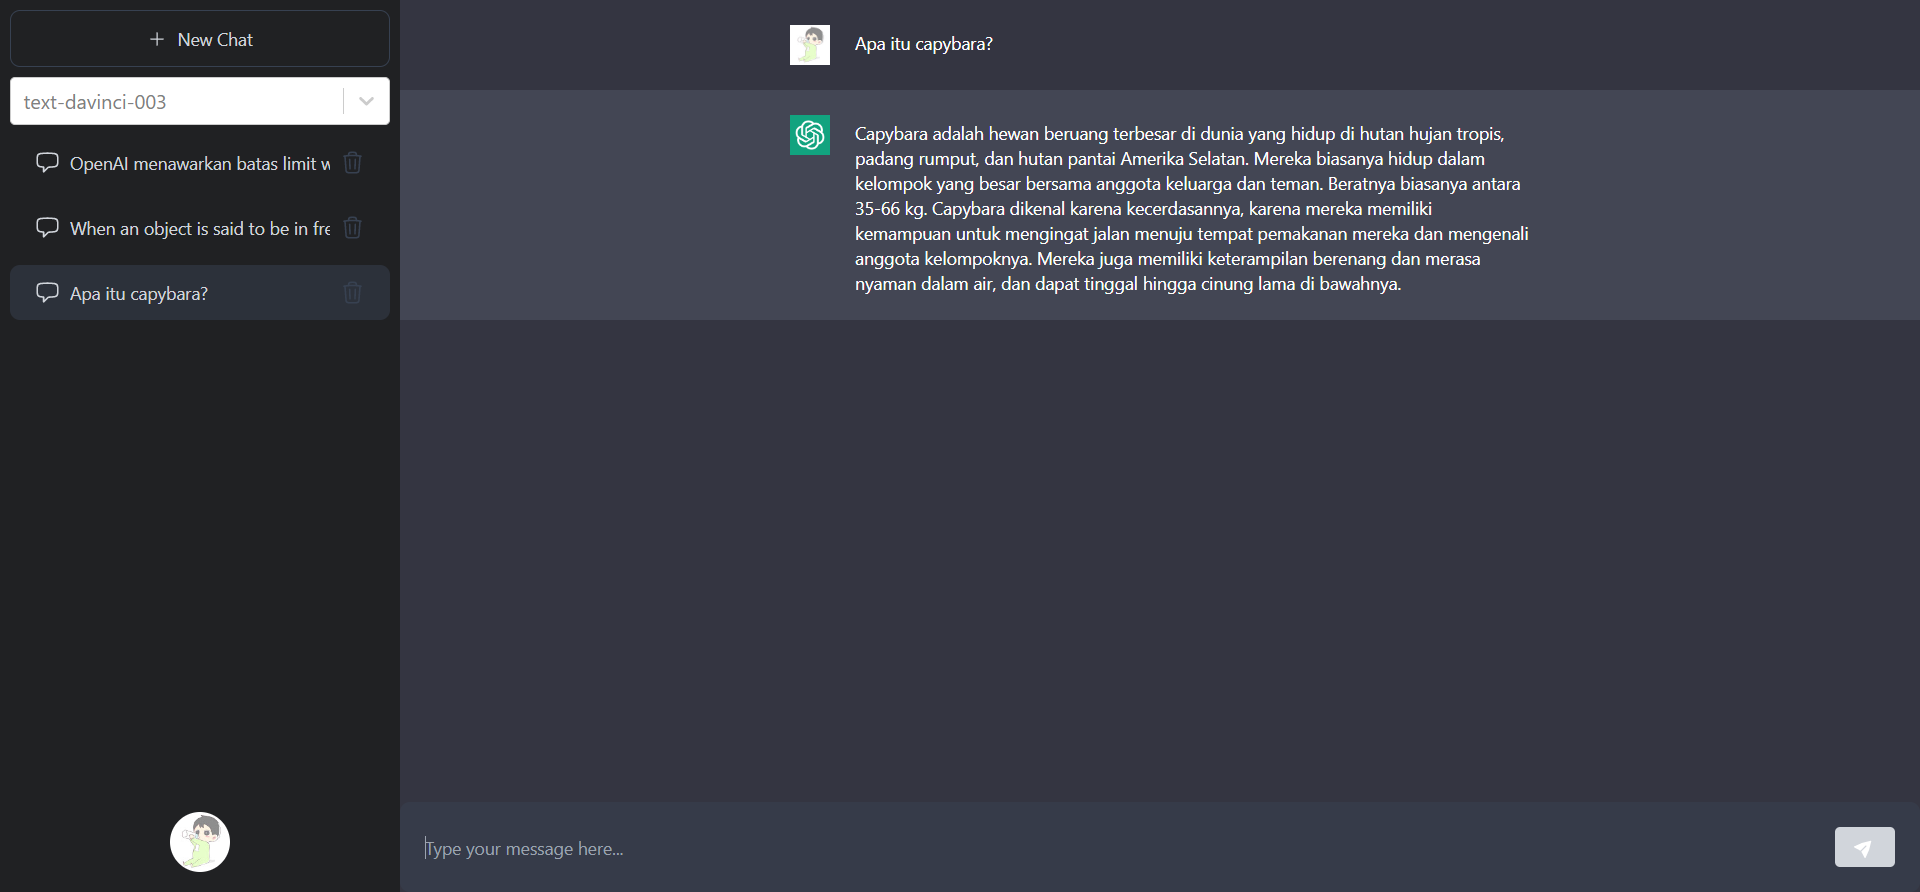 New Chat
text-davinci-003
OpenAI menawarkan batas limit w
When an object is said to be in fre
Apa itu capybara?
Apa itu capybara?
Capybara adalah hewan beruang terbesar di dunia yang hidup di hutan hujan tropis,
padang rumput, dan hutan pantai Amerika Selatan. Mereka biasanya hidup dalam
kelompok yang besar bersama anggota keluarga dan teman. Beratnya biasanya antara
35-66 kg. Capybara dikenal karena kecerdasannya, karena mereka memiliki
kemampuan untuk mengingat jalan menuju tempat pemakanan mereka dan mengenali
anggota kelompoknya. Mereka juga memiliki keterampilan berenang dan merasa
nyaman dalam air, dan dapat tinggal hingga cinung lama di bawahnya.
Type your message here...